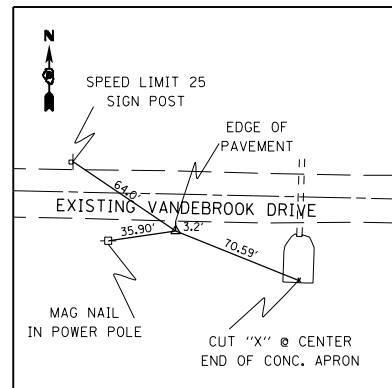 N
SPEED LIMIT 25
SIGN POST
EDGE OF
PAVEMENT
64.0'
EXISTING VANDEBROOK DRIVE
35.90'
3.2'
70.59'
MAG NAIL
IN POWER POLE
CUT "X" @ CENTER
END OF CONC. APRON